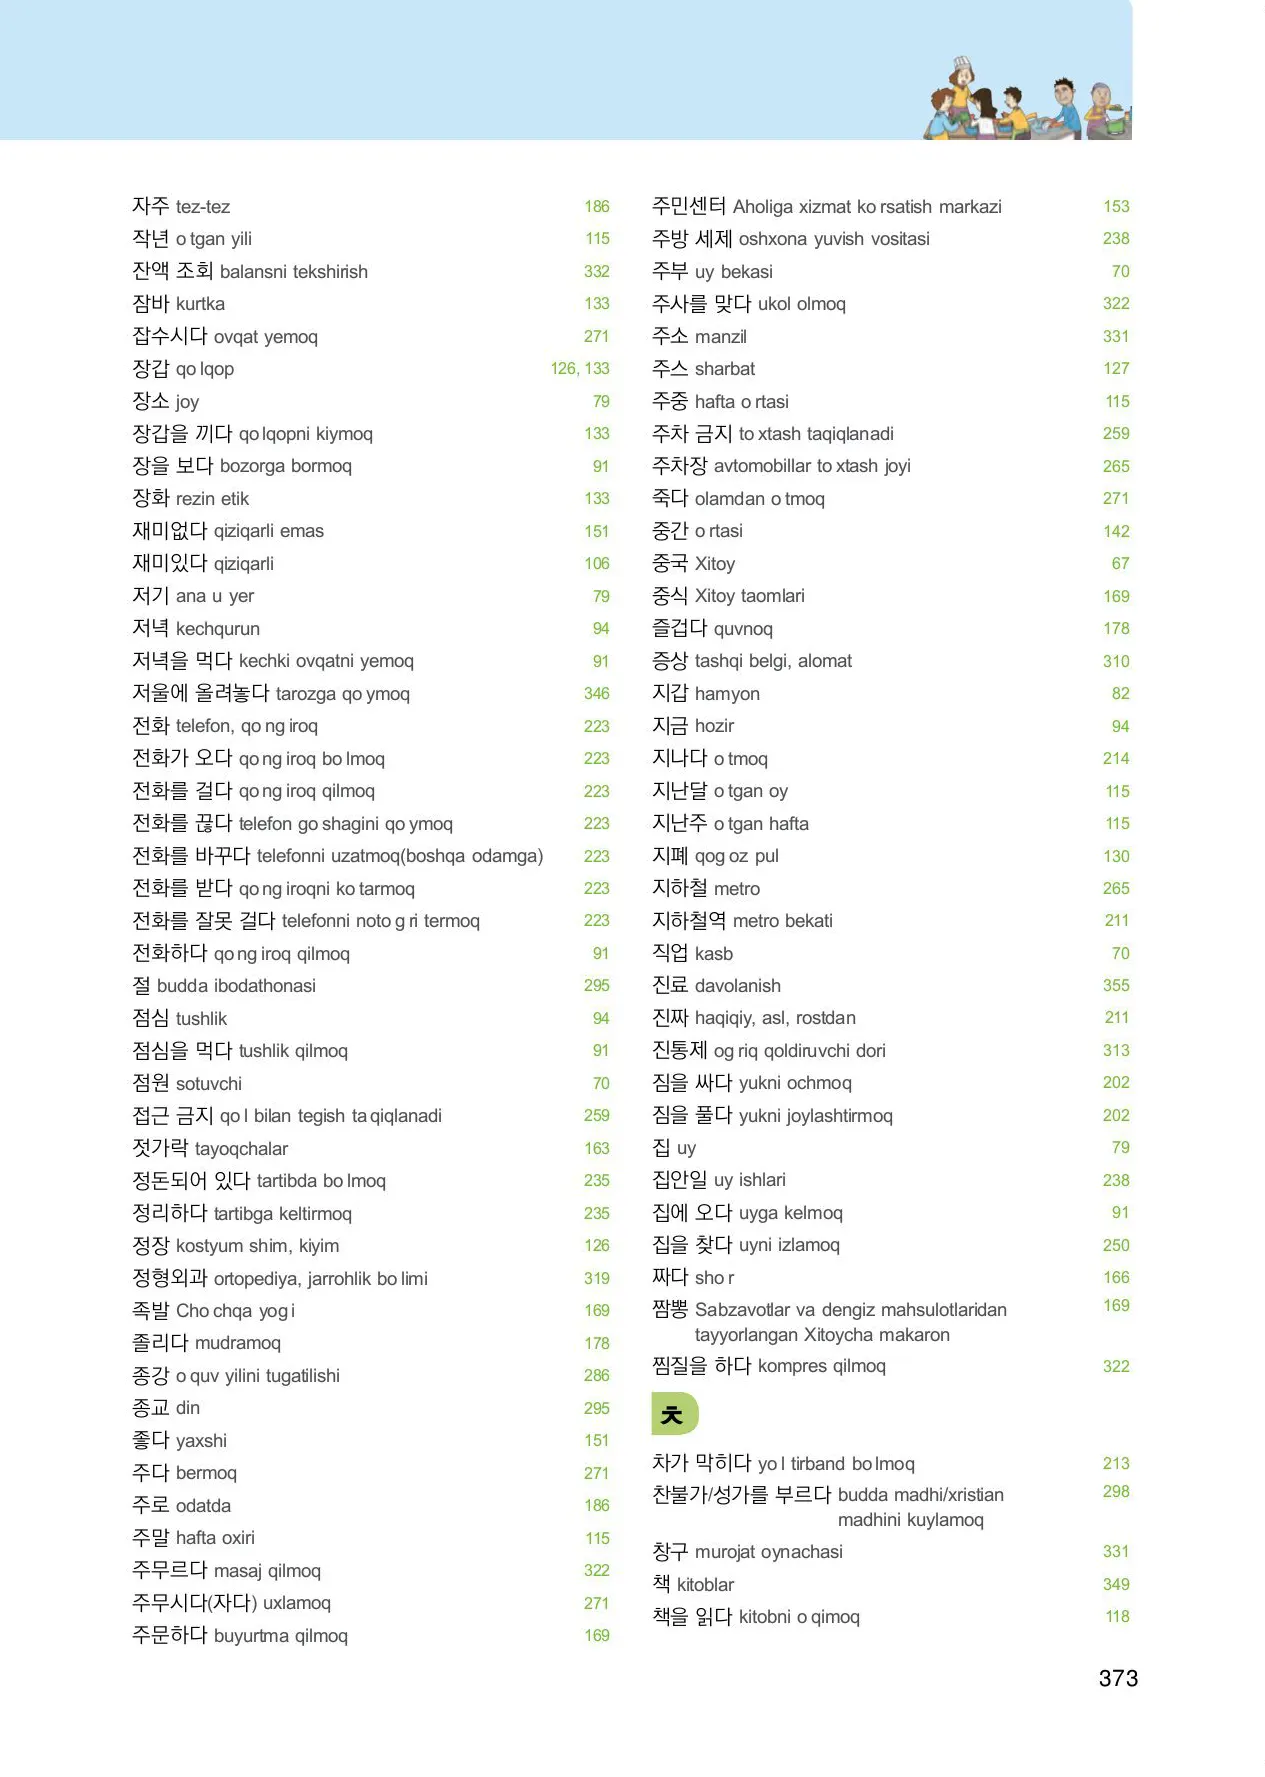 자주 tez-tez 186
작년 o tgan yili 115
잔액 조회 balansni tekshirish 332
잠바 kurtka 133
잡수시다 ovqat yemoq 271
장갑 qo lqop 126, 133
장소 joy 79
장갑을 끼다 qo lqopni kiymoq 133
장을 보다 bozorga bormoq 91
장화 rezin etik 133
재미없다 qiziqarli emas 151
재미있다 qiziqarli 106
저기 ana u yer 79
저녁 kechqurun 94
저녁을 먹다 kechki ovqatni yemoq 91
저울에 올려놓다 tarozga qo ymoq 346
전화 telefon, qo ng iroq 223
전화가 오다 qo ng iroq bo lmoq 223
전화를 걸다 qo ng iroq qilmoq 223
전화를 끊다 telefon go shagini qo ymoq 223
전화를 바꾸다 telefonni uzatmoq(boshqa odamga) 223
전화를 받다 qo ng iroqni ko tarmoq 223
전화를 잘못 걸다 telefonni noto g ri termoq 223
전화하다 qo ng iroq qilmoq 91
절 budda ibodathonasi 295
점심 tushlik 94
점심을 먹다 tushlik qilmoq 91
점원 sotuvchi 70
접근 금지 qo l bilan tegish ta qiqlanadi 259
젓가락 tayoqchalar 163
정돈되어 있다 tartibda bo lmoq 235
정리하다 tartibga keltirmoq 235
정장 kostyum shim, kiyim 126
정형외과 ortopediya, jarrohlik bo limi 319
족발 Cho chqa yog i 169
졸리다 mudramoq 178
종강 o quv yilini tugatilishi 286
종교 din 295
좋다 yaxshi 151
주다 bermoq 271
주로 odatda 186
주말 hafta oxiri 115
주무르다 masaj qilmoq 322
주무시다(자다) uxlamoq 271
주문하다 buyurtma qilmoq 169
주민센터 Aholiga xizmat ko rsatish markazi 153
주방 세제 oshxona yuvish vositasi 238
주부 uy bekasi 70
주사를 맞다 ukol olmoq 322
주소 manzil 331
주스 sharbat 127
주중 hafta o rtasi 115
주차 금지 to xtash taqiqlanadi 259
주차장 avtomobillar to xtash joyi 265
죽다 olamdan o tmoq 271
중간 o rtasi 142
중국 Xitoy 67
중식 Xitoy taomlari 169
즐겁다 quvnoq 178
증상 tashqi belgi, alomat 310
지갑 hamyon 82
지금 hozir 94
지나다 o tmoq 214
지난달 o tgan oy 115
지난주 o tgan hafta 115
지폐 qog oz pul 130
지하철 metro 265
지하철역 metro bekati 211
직업 kasb 70
진료 davolanish 355
진짜 haqiqiy, asl, rostdan 211
진통제 og riq qoldiruvchi dori 313
짐을 싸다 yukni ochmoq 202
짐을 풀다 yukni joylashtirmoq 202
집 uy 79
집안일 uy ishlari 238
집에 오다 uyga kelmoq 91
집을 찾다 uyni izlamoq 250
짜다 sho r 166
짬뽕 Sabzavotlar va dengiz mahsulotlaridan 169
tayyorlangan Xitoycha makaron
찜질을 하다 kompres qilmoq 322
ㅊ
차가 막히다 yo l tirband bo lmoq 213
찬불가/성가를 부르다 budda madhi/xristian 298
madhini kuylamoq
창구 murojat oynachasi 331
책 kitoblar 349
책을 읽다 kitobni o qimoq 118
373